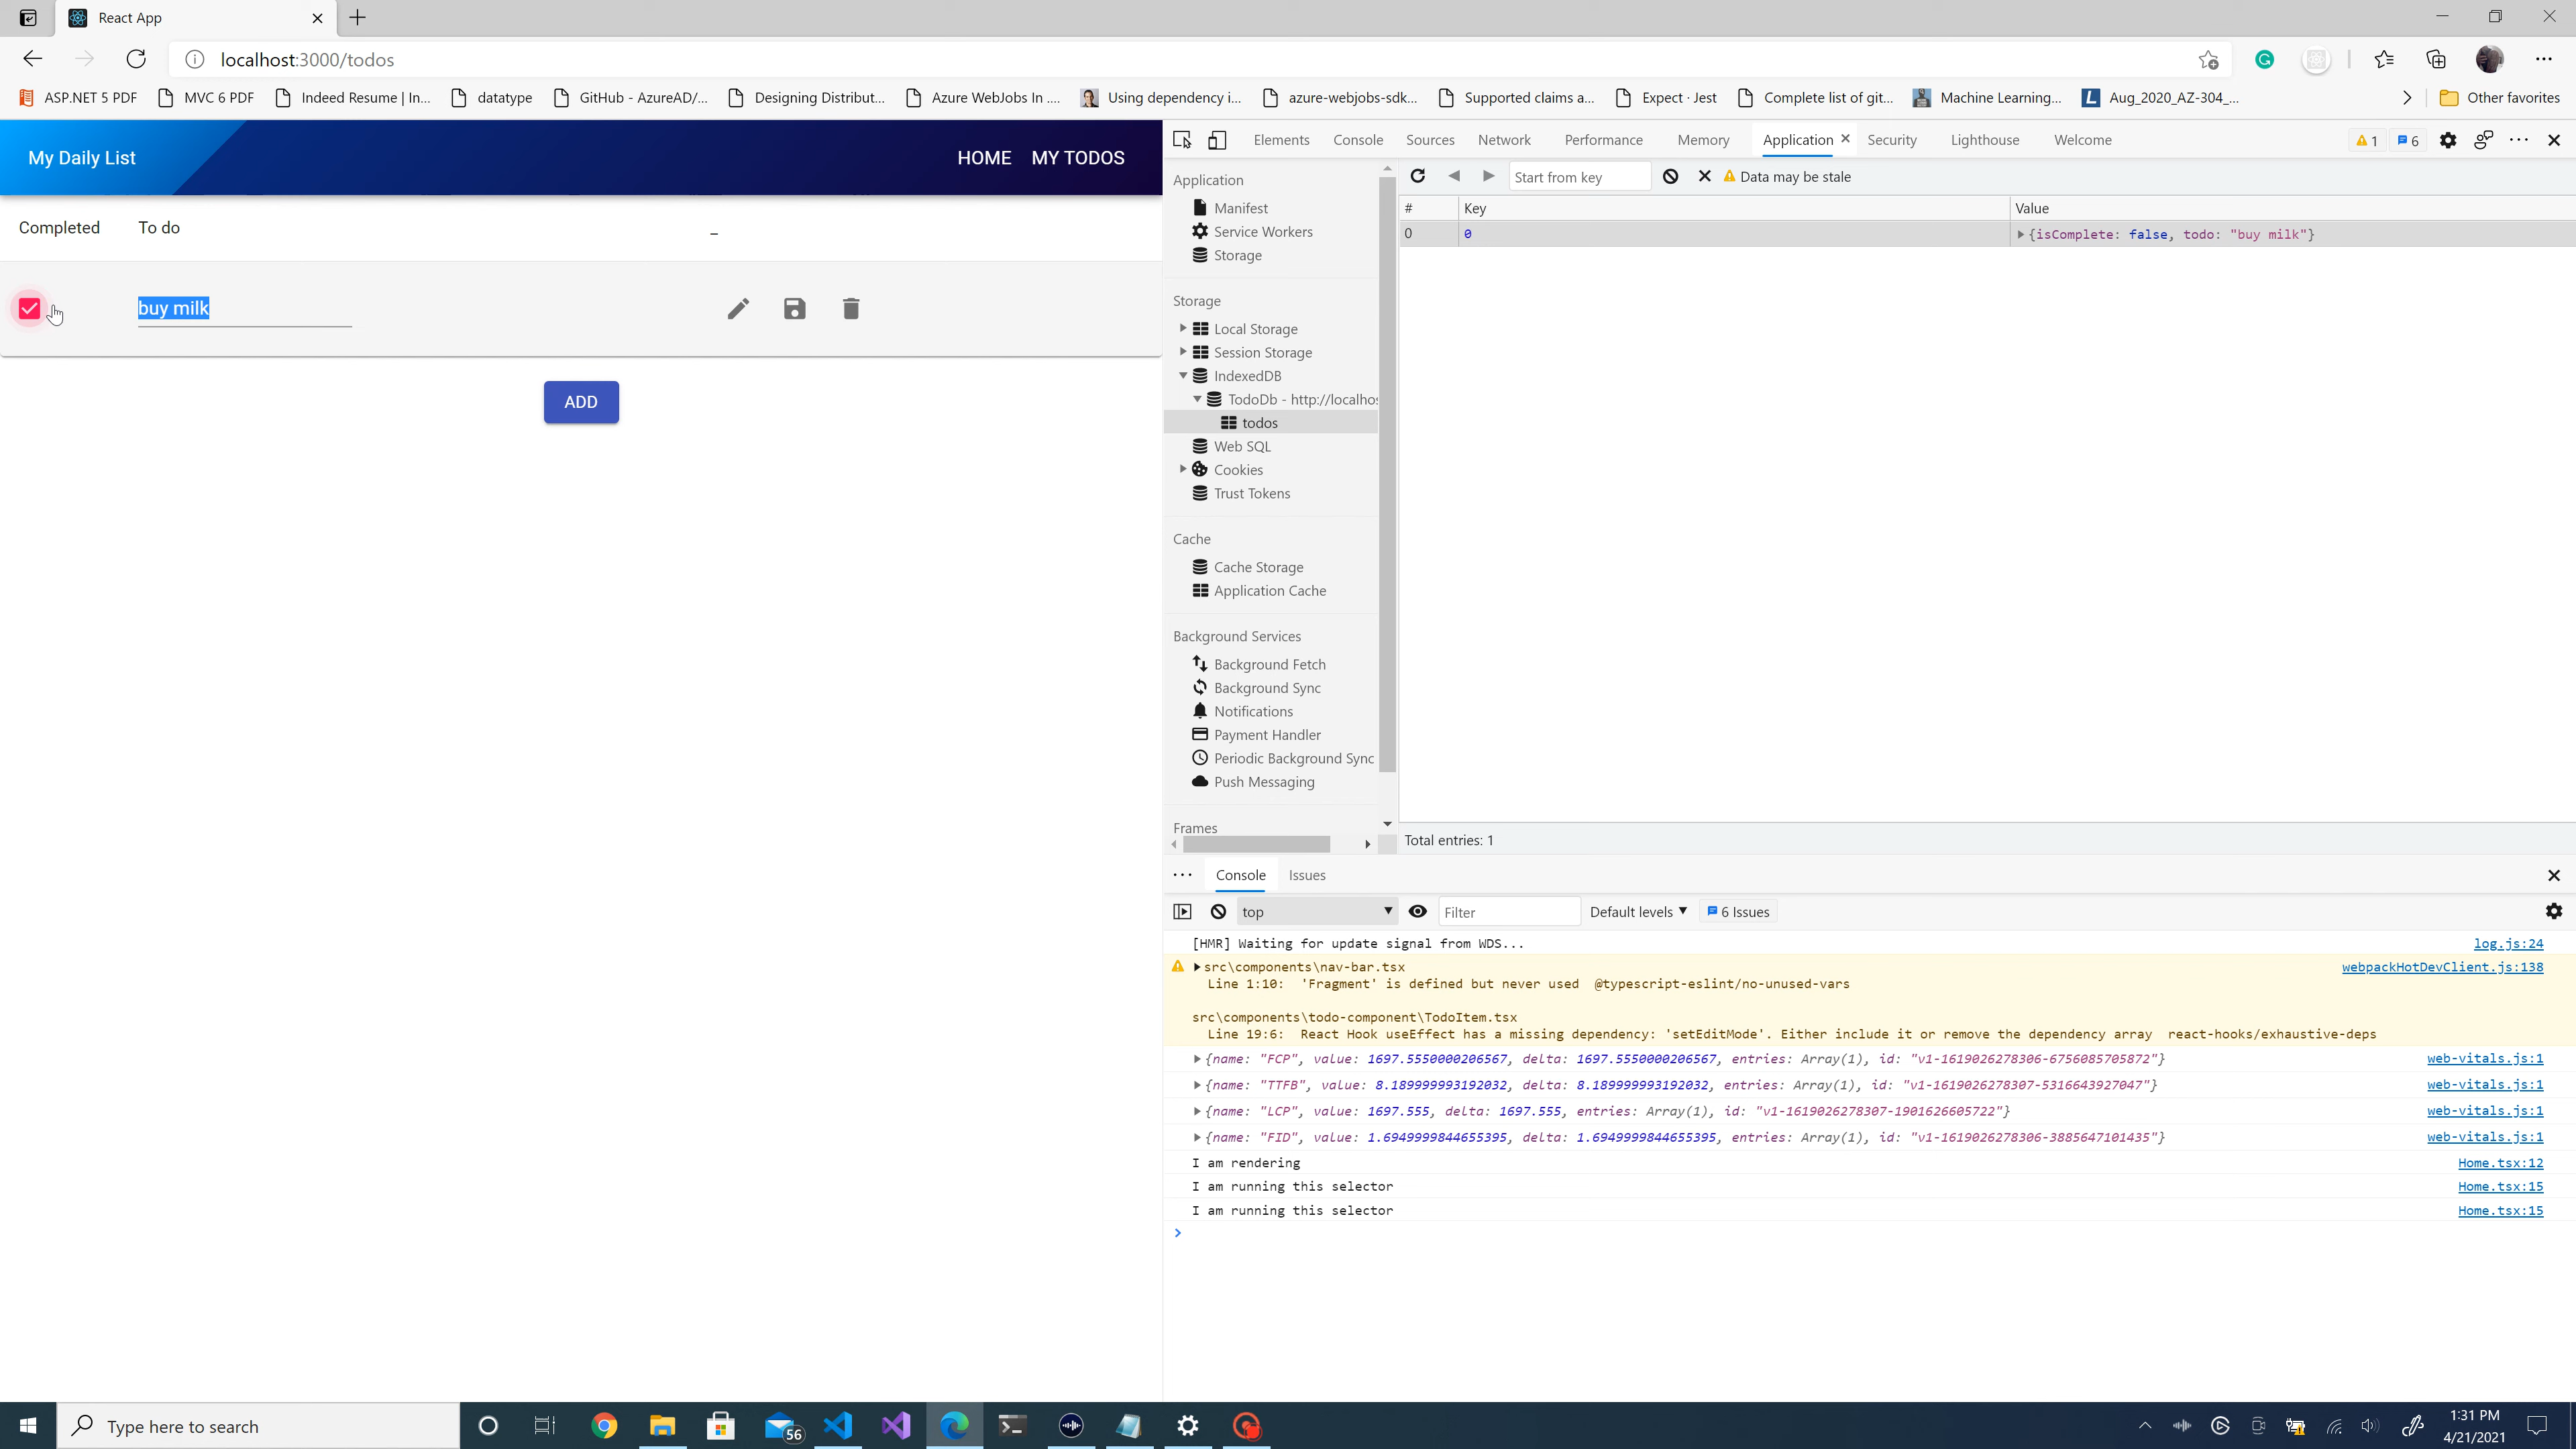 React App
localhost:3000/todos
ASP.NET 5 PDF MVC 6 PDF Indeed Resume | In... datatype GitHub - AzureAD/... Designing Distribut... Azure WebJobs In .... Using dependency i... azure-webjobs-sdk... Supported claims a... Expect · Jest Complete list of git... Machine Learning... Aug_2020_AZ-304_... Other favorites
My Daily List HOME MY TODOS
Completed To do _
buy milk
ADD
Elements Console Sources Network Performance Memory Application Security Lighthouse Welcome 1 6
Start from key Data may be stale
# Key Value
0 0 {isComplete: false, todo: "buy milk"}
Application
Manifest
Service Workers
Storage
Storage
Local Storage
Session Storage
IndexedDB
TodoDb - http://localhos
todos
Web SQL
Cookies
Trust Tokens
Cache
Cache Storage
Application Cache
Background Services
Background Fetch
Background Sync
Notifications
Payment Handler
Periodic Background Sync
Push Messaging
Frames
Total entries: 1
Console Issues
top Filter Default levels 6 Issues
[HMR] Waiting for update signal from WDS... log.js:24
src\components\nav-bar.tsx webpackHotDevClient.js:138
Line 1:10: 'Fragment' is defined but never used @typescript-eslint/no-unused-vars
src\components\todo-component\TodoItem.tsx
Line 19:6: React Hook useEffect has a missing dependency: 'setEditMode'. Either include it or remove the dependency array react-hooks/exhaustive-deps
{name: "FCP", value: 1697.5550000206567, delta: 1697.5550000206567, entries: Array(1), id: "v1-1619026278306-6756085705872"} web-vitals.js:1
{name: "TTFB", value: 8.189999993192032, delta: 8.189999993192032, entries: Array(1), id: "v1-1619026278307-5316643927047"} web-vitals.js:1
{name: "LCP", value: 1697.555, delta: 1697.555, entries: Array(1), id: "v1-1619026278307-1901626605722"} web-vitals.js:1
{name: "FID", value: 1.6949999844655395, delta: 1.6949999844655395, entries: Array(1), id: "v1-1619026278306-3885647101435"} web-vitals.js:1
I am rendering Home.tsx:12
I am running this selector Home.tsx:15
I am running this selector Home.tsx:15
Type here to search 56 1:31 PM
4/21/2021